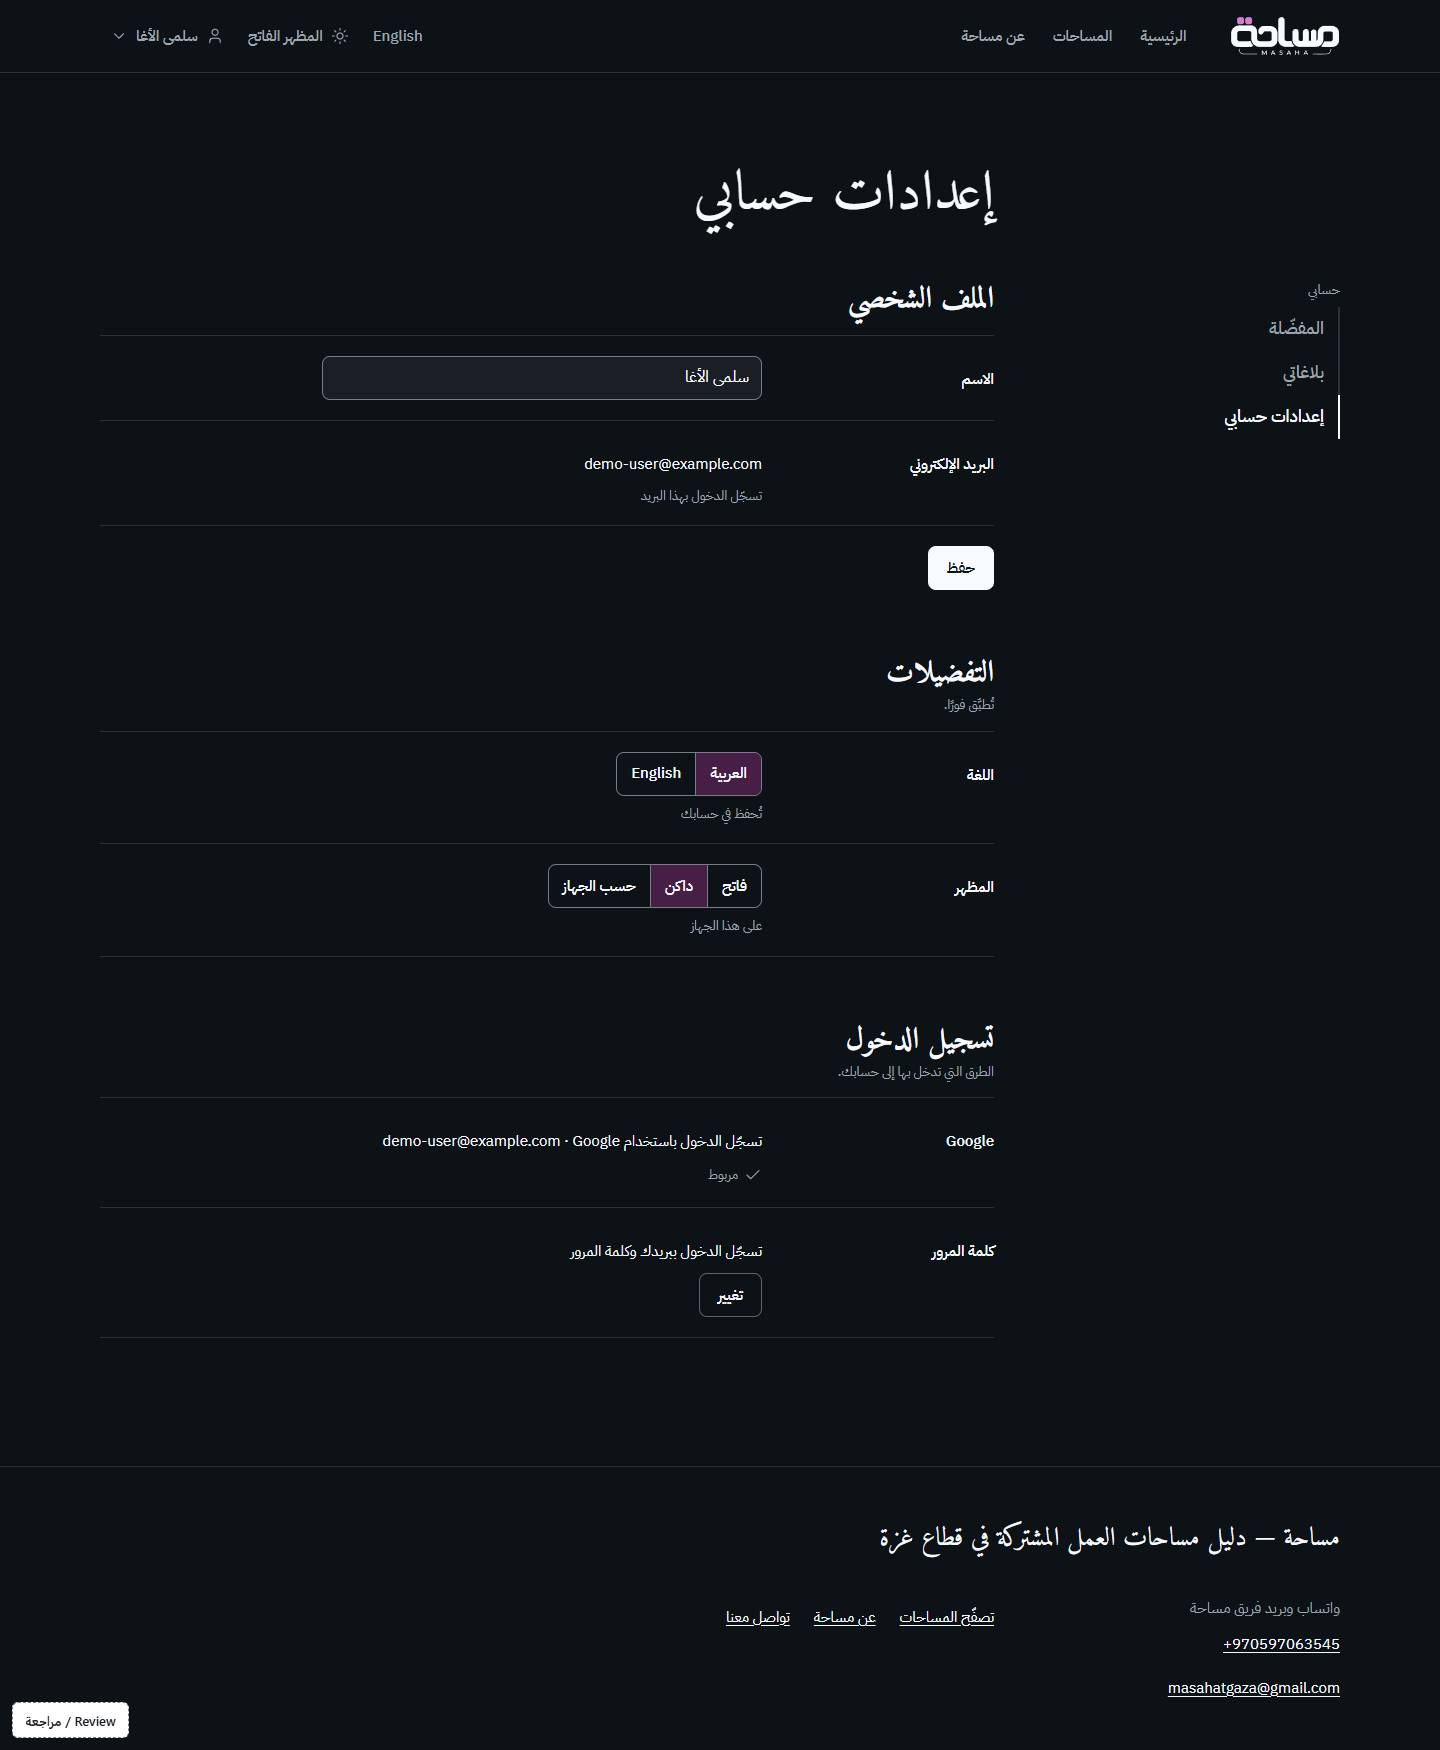 مساحة
MASAHA
الرئيسية
المساحات
عن مساحة
English
المظهر الفاتح
سلمى الأغا
إعدادات حسابي
حسابي
المفضّلة
بلاغاتي
إعدادات حسابي
الملف الشخصي
الاسم
سلمى الأغا
البريد الإلكتروني
demo-user@example.com
تسجّل الدخول بهذا البريد
حفظ
التفضيلات
تُطبَّق فورًا.
اللغة
العربية
English
تُحفظ في حسابك
المظهر
فاتح
داكن
حسب الجهاز
على هذا الجهاز
تسجيل الدخول
الطرق التي تدخل بها إلى حسابك.
Google
تسجّل الدخول باستخدام Google · demo-user@example.com
مربوط
كلمة المرور
تسجّل الدخول ببريدك وكلمة المرور
تغيير
مساحة — دليل مساحات العمل المشتركة في قطاع غزة
واتساب وبريد فريق مساحة
+970597063545
masahatgaza@gmail.com
تصفّح المساحات
عن مساحة
تواصل معنا
مراجعة / Review